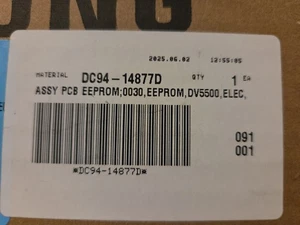 2025.06.02 12:55:05
MATERIAL DC94-14877D QTY 1 EA
ASSY PCB EEPROM;0030,EEPROM,DV5500,ELEC,
091
001
*DC94-14877D*